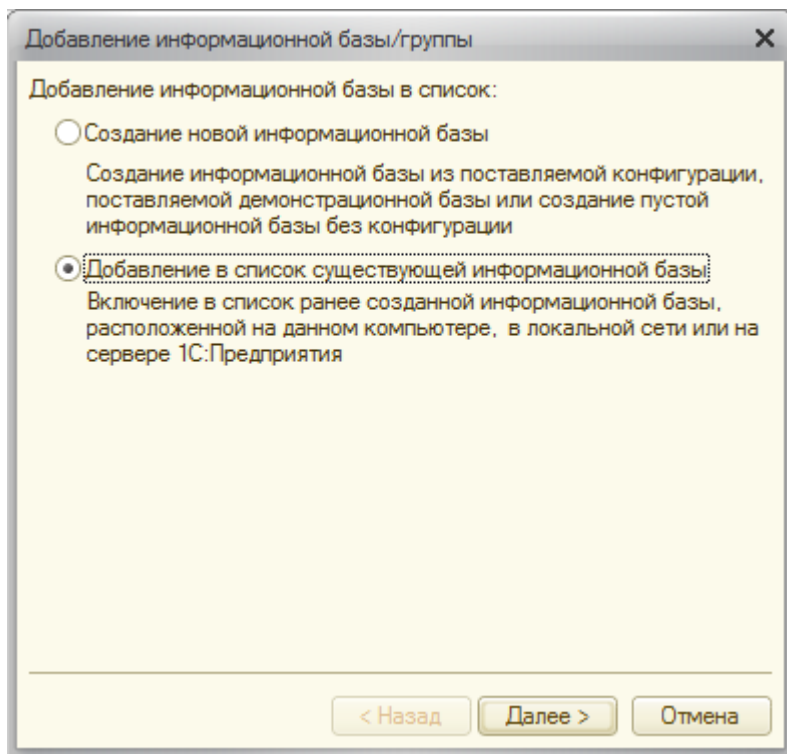 Добавление информационной базы/группы
Добавление информационной базы в список:
Создание новой информационной базы
Создание информационной базы из поставляемой конфигурации,
поставляемой демонстрационной базы или создание пустой
информационной базы без конфигурации
Добавление в список существующей информационной базы
Включение в список ранее созданной информационной базы,
расположенной на данном компьютере, в локальной сети или на
сервере 1С:Предприятия
< Назад Далее > Отмена